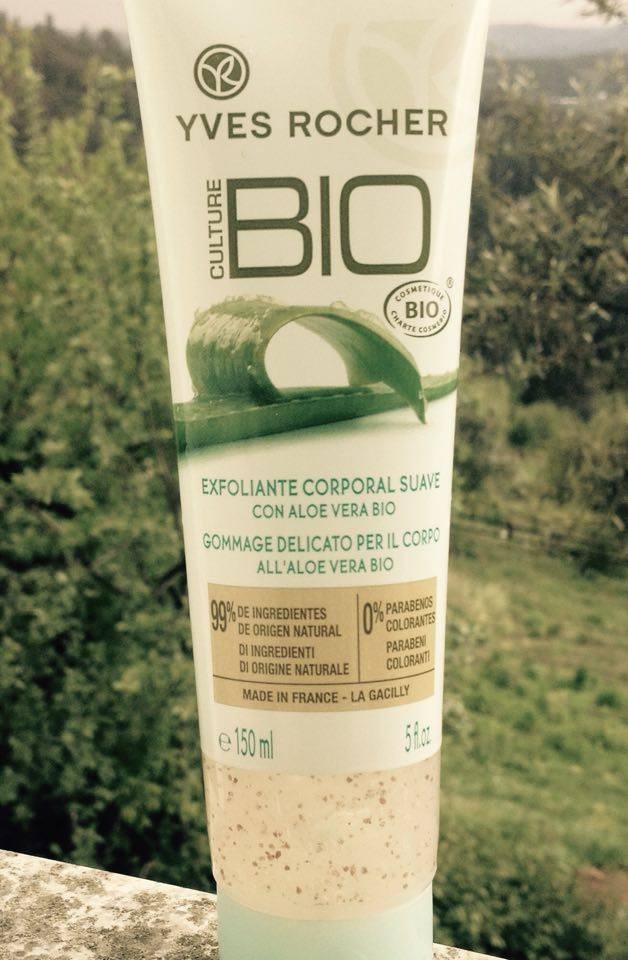 YR
YVES ROCHER
CULTURE
BIO
COSMETIQUE
BIO
CHARTE COSMEBIO
®
EXFOLIANTE CORPORAL SUAVE
CON ALOE VERA BIO
GOMMAGE DELICATO PER IL CORPO
ALL'ALOE VERA BIO
99% DE INGREDIENTES
DE ORIGEN NATURAL
DI INGREDIENTI
DI ORIGINE NATURALE
0% PARABENOS
COLORANTES
PARABENI
COLORANTI
MADE IN FRANCE - LA GACILLY
e 150 ml
5 fl.oz.